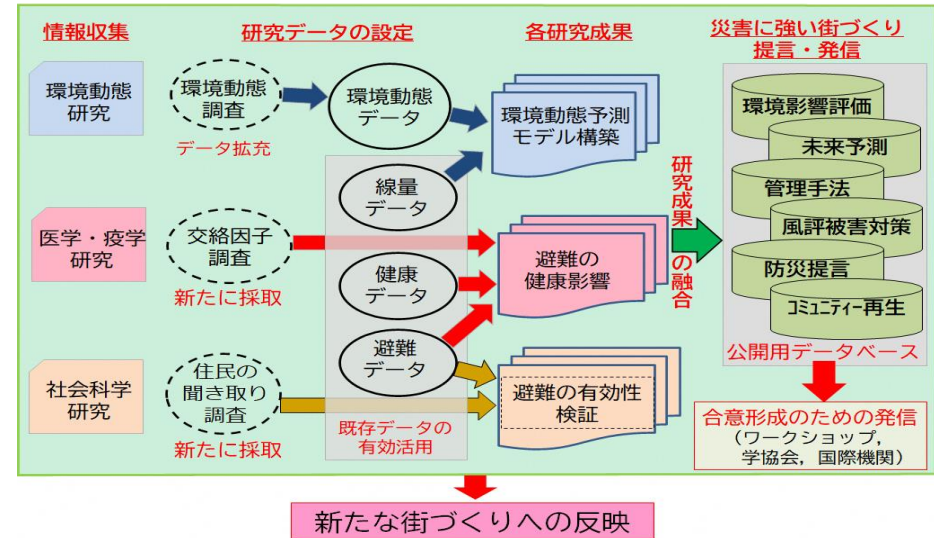 情報収集
研究データの設定
各研究成果
災害に強い街づくり
提言・発信
環境動態
研究
環境動態
調査
データ拡充
環境動態
データ
環境動態予測
モデル構築
線量
データ
医学・疫学
研究
交絡因子
調査
新たに採取
健康
データ
避難の
健康影響
避難
データ
社会科学
研究
住民の
聞き取り
調査
新たに採取
既存データの
有効活用
避難の有効性
検証
研究成果の融合
環境影響評価
未来予測
管理手法
風評被害対策
防災提言
コミュニティー再生
公開用データベース
合意形成のための発信
（ワークショップ，
学協会，国際機関）
新たな街づくりへの反映